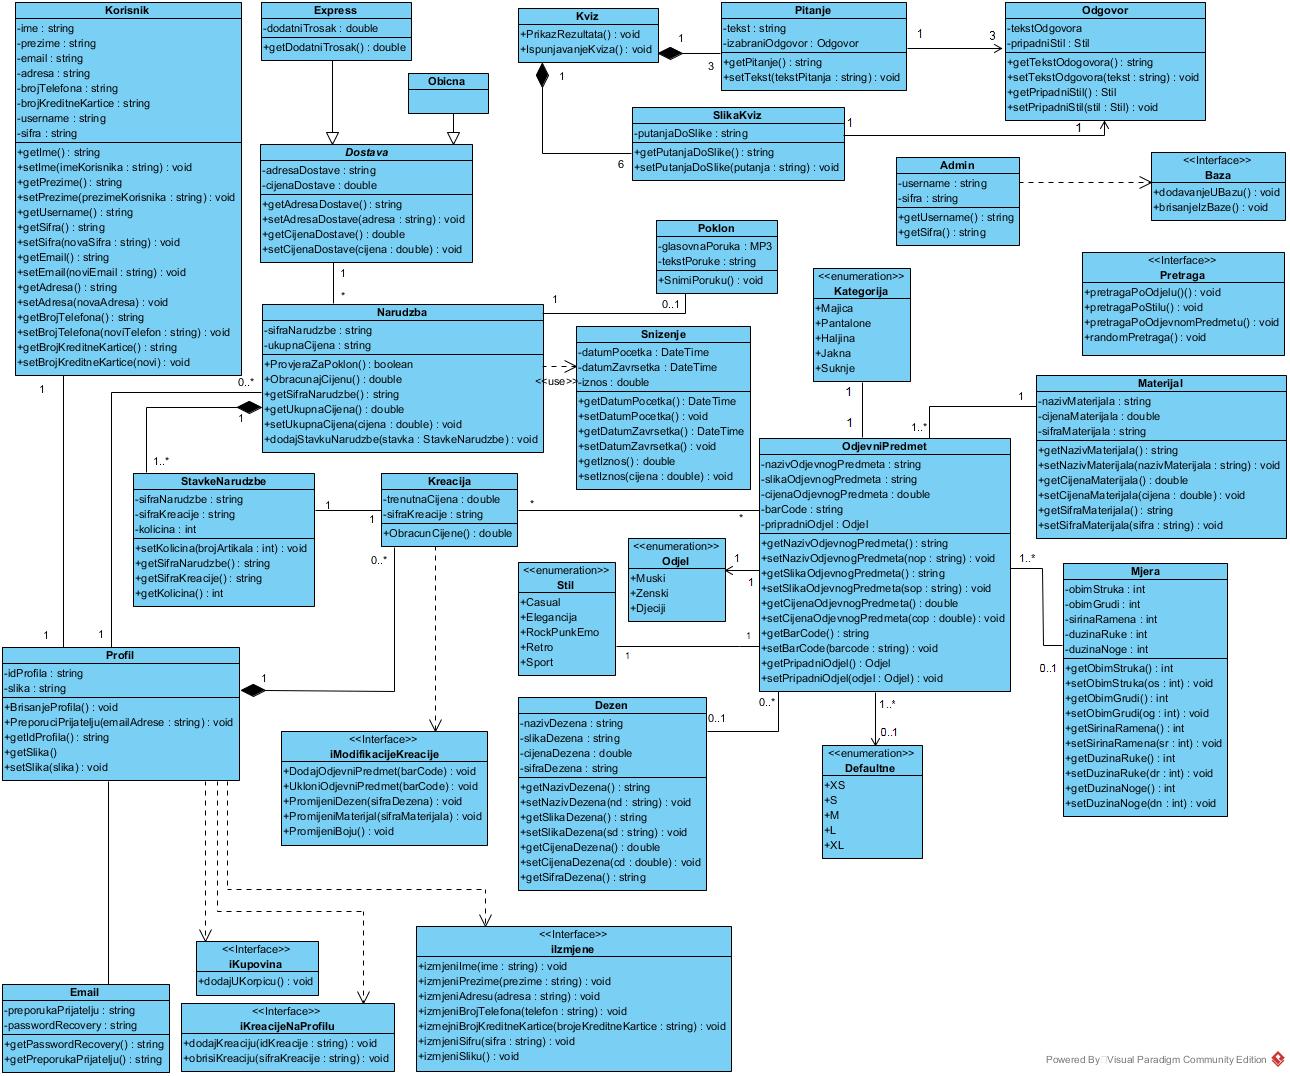 Korisnik
-ime : string
-prezime : string
-email : string
-adresa : string
-brojTelefona : string
-brojKreditneKartice : string
-username : string
-sifra : string
+getIme() : string
+setIme(imeKorisnika : string) : void
+getPrezime() : string
+setPrezime(prezimeKorisnika : string) : void
+getUsername() : string
+getSifra() : string
+setSifra(novaSifra : string) : void
+getEmail() : string
+setEmail(noviEmail : string) : void
+getAdresa() : string
+setAdresa(novaAdresa) : void
+getBrojTelefona() : string
+setBrojTelefona(noviTelefon : string) : void
+getBrojKreditneKartice() : string
+setBrojKreditneKartice(novi) : void
Express
-dodatniTrosak : double
+getDodatniTrosak() : double
Obicna
Dostava
-adresaDostave : string
-cijenaDostave : double
+getAdresaDostave() : string
+setAdresaDostave(adresa : string) : void
+getCijenaDostave() : double
+setCijenaDostave(cijena : double) : void
1
*
Kviz
+PrikazRezultata() : void
+IspunjavanjeKviza() : void
1
3
1
6
Pitanje
-tekst : string
-izabraniOdgovor : Odgovor
+getPitanje() : string
+setTekst(tekstPitanja : string) : void
1
3
Odgovor
-tekstOdgovora
-pripadniStil : Stil
+getTekstOdogovora() : string
+setTekstOdogovora(tekst : string) : void
+getPripadniStil() : Stil
+setPripadniStil(stil : Stil) : void
SlikaKviz
-putanjaDoSlike : string
+getPutanjaDoSlike() : string
+setPutanjaDoSlike(putanja : string) : void
1
1
Admin
-username : string
-sifra : string
+getUsername() : string
+getSifra() : string
<<Interface>>
Baza
+dodavanjeUBazu() : void
+brisanjeIzBaze() : void
<<Interface>>
Pretraga
+pretragaPoOdjelu()() : void
+pretragaPoStilu() : void
+pretragaPoOdjevnomPredmetu() : void
+randomPretraga() : void
Poklon
-glasovnaPoruka : MP3
-tekstPoruke : string
+SnimiPoruku() : void
1
0..1
Narudzba
-sifraNarudzbe : string
-ukupnaCijena : string
+ProvjeraZaPoklon() : boolean
+ObracunajCijenu() : double
+getSifraNarudzbe() : string
+getUkupnaCijena() : double
+setUkupnaCijena(cijena : double) : void
+dodajStavkuNarudzbe(stavka : StavkeNarudzbe) : void
<<use>>
Snizenje
-datumPocetka : DateTime
-datumZavrsetka : DateTime
-iznos : double
+getDatumPocetka() : DateTime
+setDatumPocetka() : void
+getDatumZavrsetka() : DateTime
+setDatumZavrsetka() : void
+getIznos() : double
+setIznos(cijena : double) : void
<<enumeration>>
Kategorija
+Majica
+Pantalone
+Haljina
+Jakna
+Suknje
1
1
Materijal
-nazivMaterijala : string
-cijenaMaterijala : double
-sifraMaterijala : string
+getNazivMaterijala() : string
+setNazivMaterijala(nazivMaterijala : string) : void
+getCijenaMaterijala() : double
+setCijenaMaterijala(cijena : double) : void
+getSifraMaterijala() : string
+setSifraMaterijala(sifra : string) : void
1
1..*
1
0..*
1
1..*
StavkeNarudzbe
-sifraNarudzbe : string
-sifraKreacije : string
-kolicina : int
+setKolicina(brojArtikala : int) : void
+getSifraNarudzbe() : string
+getSifraKreacije() : string
+getKolicina() : int
1
1
Kreacija
-trenutnaCijena : double
-sifraKreacije : string
+ObracunCijene() : double
*
*
0..*
OdjevniPredmet
-nazivOdjevnogPredmeta : string
-slikaOdjevnogPredmeta : string
-cijenaOdjevnogPredmeta : double
-barCode : string
-pripradniOdjel : Odjel
+getNazivOdjevnogPredmeta() : string
+setNazivOdjevnogPredmeta(nop : string) : void
+getSlikaOdjevnogPredmeta() : string
+setSlikaOdjevnogPredmeta(sop : string) : void
+getCijenaOdjevnogPredmeta() : double
+setCijenaOdjevnogPredmeta(cop : double) : void
+getBarCode() : string
+setBarCode(barcode : string) : void
+getPripadniOdjel() : Odjel
+setPripadniOdjel(odjel : Odjel) : void
<<enumeration>>
Odjel
+Muski
+Zenski
+Djeciji
1
1
<<enumeration>>
Stil
+Casual
+Elegancija
+RockPunkEmo
+Retro
+Sport
1
1
1..*
0..1
Mjera
-obimStruka : int
-obimGrudi : int
-sirinaRamena : int
-duzinaRuke : int
-duzinaNoge : int
+getObimStruka() : int
+setObimStruka(os : int) : void
+getObimGrudi() : int
+setObimGrudi(og : int) : void
+getSirinaRamena() : int
+setSirinaRamena(sr : int) : void
+getDuzinaRuke() : int
+setDuzinaRuke(dr : int) : void
+getDuzinaNoge() : int
+setDuzinaNoge(dn : int) : void
1
1
Profil
-idProfila : string
-slika : string
+BrisanjeProfila() : void
+PreporuciPrijatelju(emailAdrese : string) : void
+getIdProfila() : string
+getSlika()
+setSlika(slika) : void
1
<<Interface>>
iModifikacijeKreacije
+DodajOdjevniPredmet(barCode) : void
+UkloniOdjevniPredmet(barCode) : void
+PromijeniDezen(sifraDezena) : void
+PromijeniMaterijal(sifraMaterijala) : void
+PromijeniBoju() : void
Dezen
-nazivDezena : string
-slikaDezena : string
-cijenaDezena : double
-sifraDezena : string
+getNazivDezena() : string
+setNazivDezena(nd : string) : void
+getSlikaDezena() : string
+setSlikaDezena(sd : string) : void
+getCijenaDezena() : double
+setCijenaDezena(cd : double) : void
+getSifraDezena() : string
0..1
0..*
1..*
0..1
<<enumeration>>
Defaultne
+XS
+S
+M
+L
+XL
<<Interface>>
iKupovina
+dodajUKorpicu() : void
<<Interface>>
iIzmjene
+izmjeniIme(ime : string) : void
+izmjeniPrezime(prezime : string) : void
+izmjeniAdresu(adresa : string) : void
+izmjeniBrojTelefona(telefon : string) : void
+izmejniBrojKreditneKartice(brojeKreditneKartice : string) : void
+izmjeniSifru(sifra : string) : void
+izmjeniSliku() : void
Email
-preporukaPrijatelju : string
-passwordRecovery : string
+getPasswordRecovery() : string
+getPreporukaPrijatelju() : string
<<Interface>>
iKreacijeNaProfilu
+dodajKreaciju(idKreacije : string) : void
+obrisiKreaciju(sifraKreacije : string) : void
Powered By Visual Paradigm Community Edition